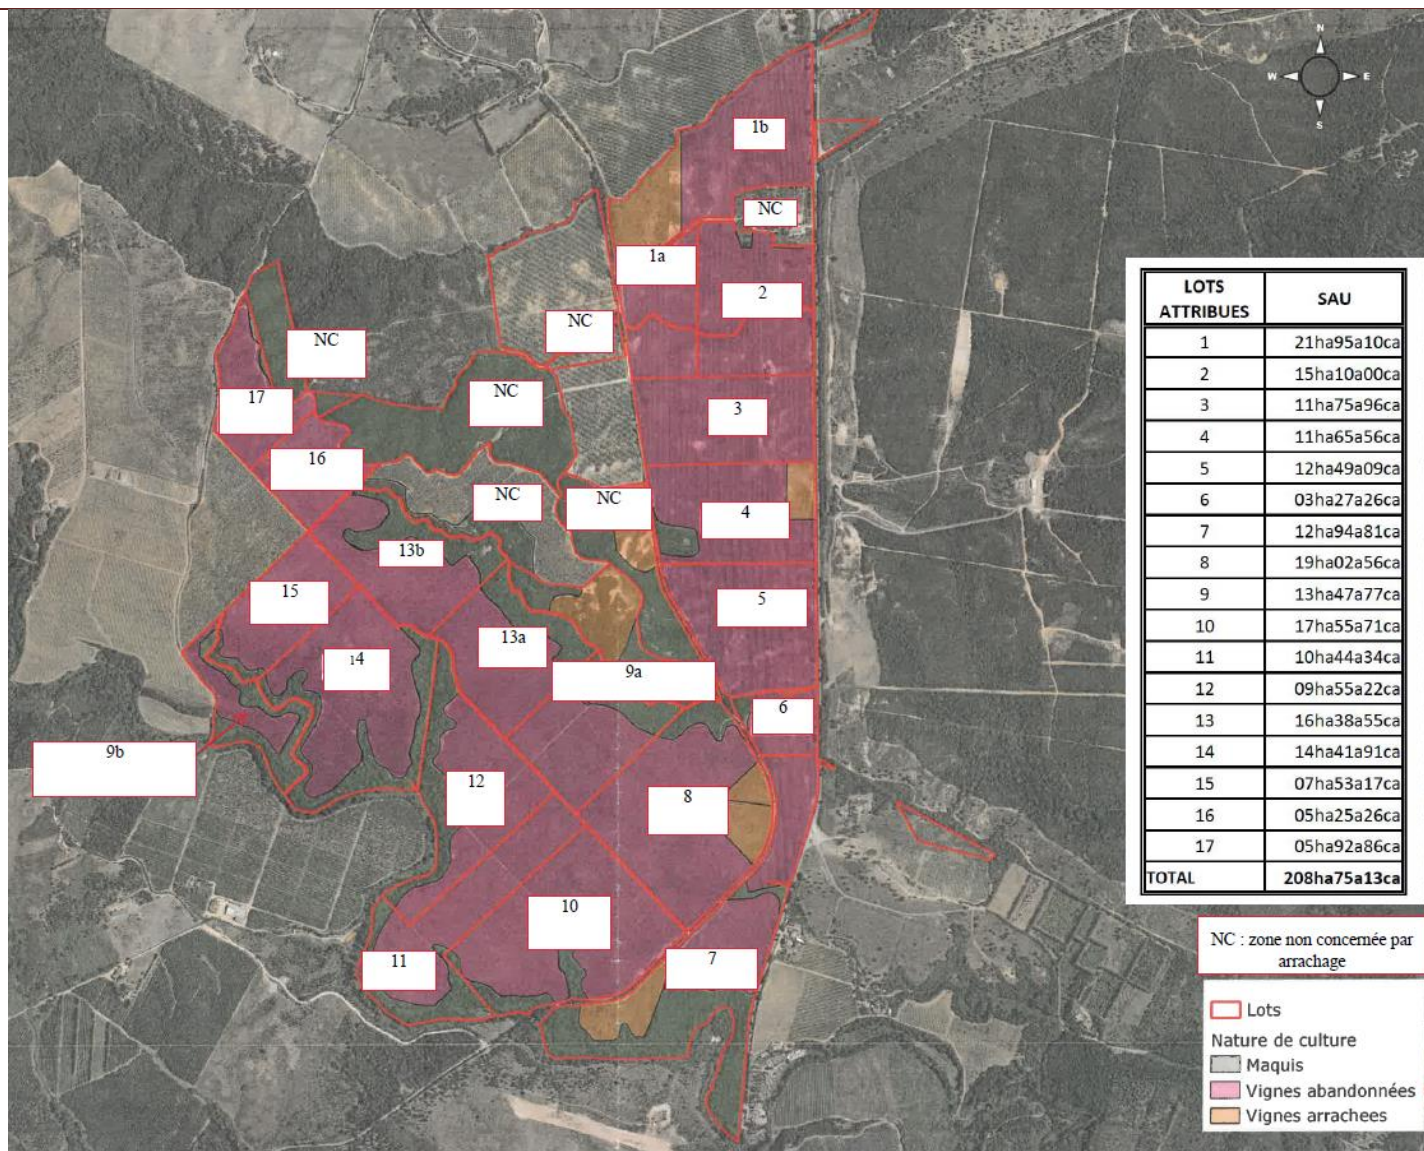 N
W E
S
1b
NC
1a
2
NC
NC
NC
17
3
16
NC
NC
4
13b
15
5
13a
14
9a
6
9b
12
8
10
11
7
LOTS ATTRIBUES SAU
1 21ha95a10ca
2 15ha10a00ca
3 11ha75a96ca
4 11ha65a56ca
5 12ha49a09ca
6 03ha27a26ca
7 12ha94a81ca
8 19ha02a56ca
9 13ha47a77ca
10 17ha55a71ca
11 10ha44a34ca
12 09ha55a22ca
13 16ha38a55ca
14 14ha41a91ca
15 07ha53a17ca
16 05ha25a26ca
17 05ha92a86ca
TOTAL 208ha75a13ca
NC : zone non concernée par
arrachage
Lots
Nature de culture
Maquis
Vignes abandonnées
Vignes arrachees